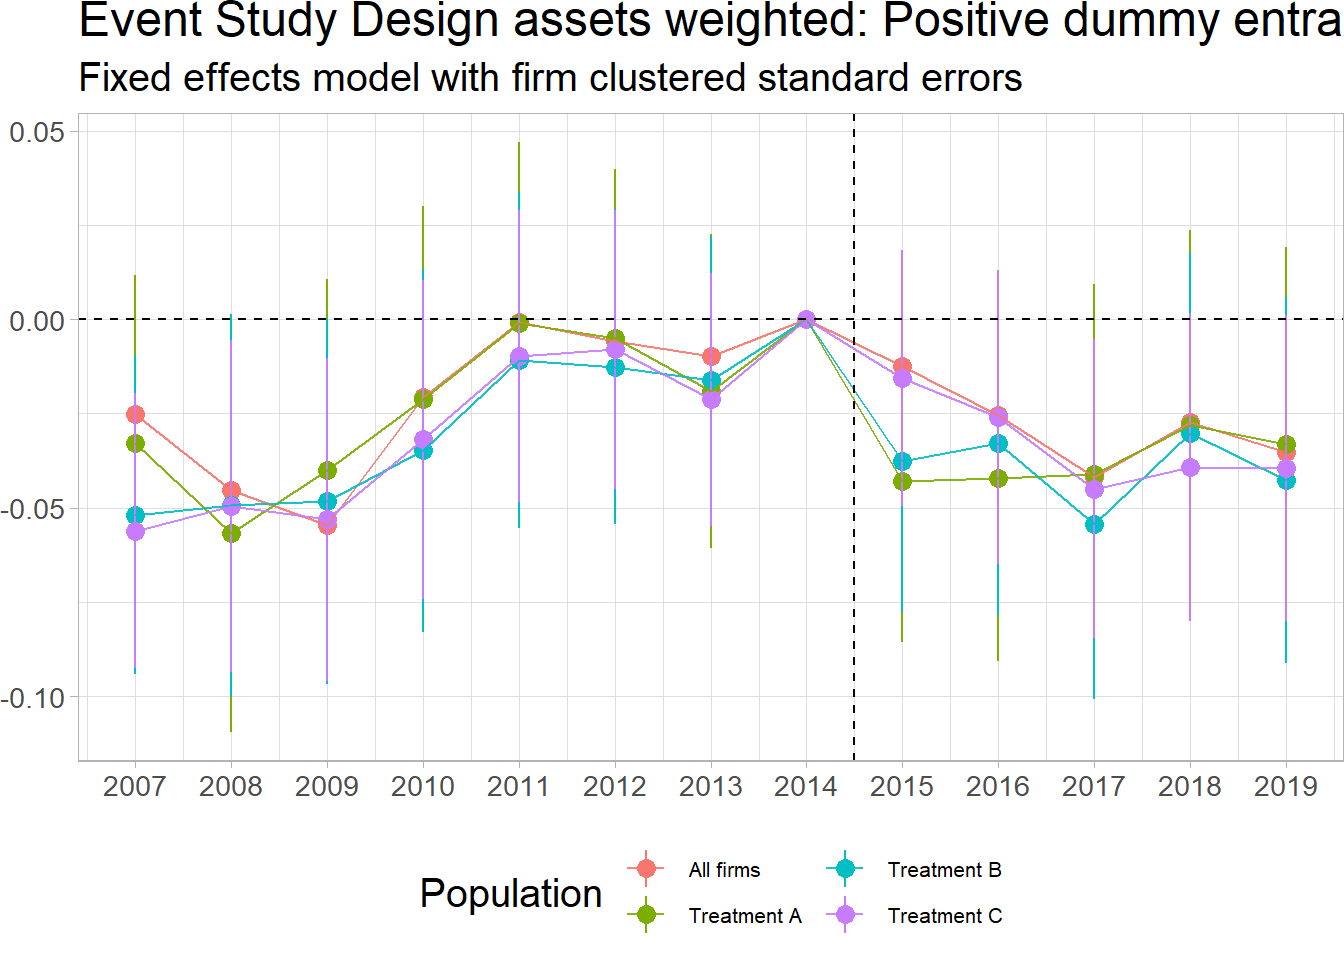 Event Study Design assets weighted: Positive dummy entra
Fixed effects model with firm clustered standard errors
0.05
0.00
-0.05
-0.10
2007 2008 2009 2010 2011 2012 2013 2014 2015 2016 2017 2018 2019
Population
All firms
Treatment B
Treatment A
Treatment C